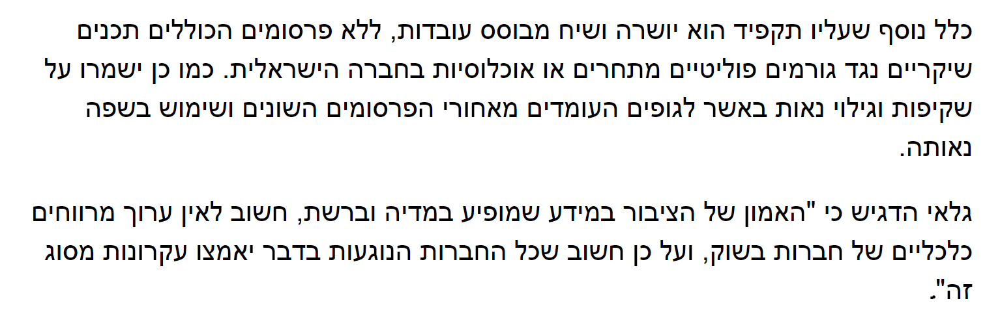 כלל נוסף שעליו תקפיד הוא יושרה ושיח מבוסס עובדות, ללא פרסומים הכוללים תכנים
שיקריים נגד גורמים פוליטיים מתחרים או אוכלוסיות בחברה הישראלית. כמו כן ישמרו על
שקיפות וגילוי נאות באשר לגופים העומדים מאחורי הפרסומים השונים ושימוש בשפה
נאותה.
גלאי הדגיש כי "האמון של הציבור במידע שמופיע במדיה וברשת, חשוב לאין ערוך מרווחים
כלכליים של חברות בשוק, ועל כן חשוב שכל החברות הנוגעות בדבר יאמצו עקרונות מסוג
זה".